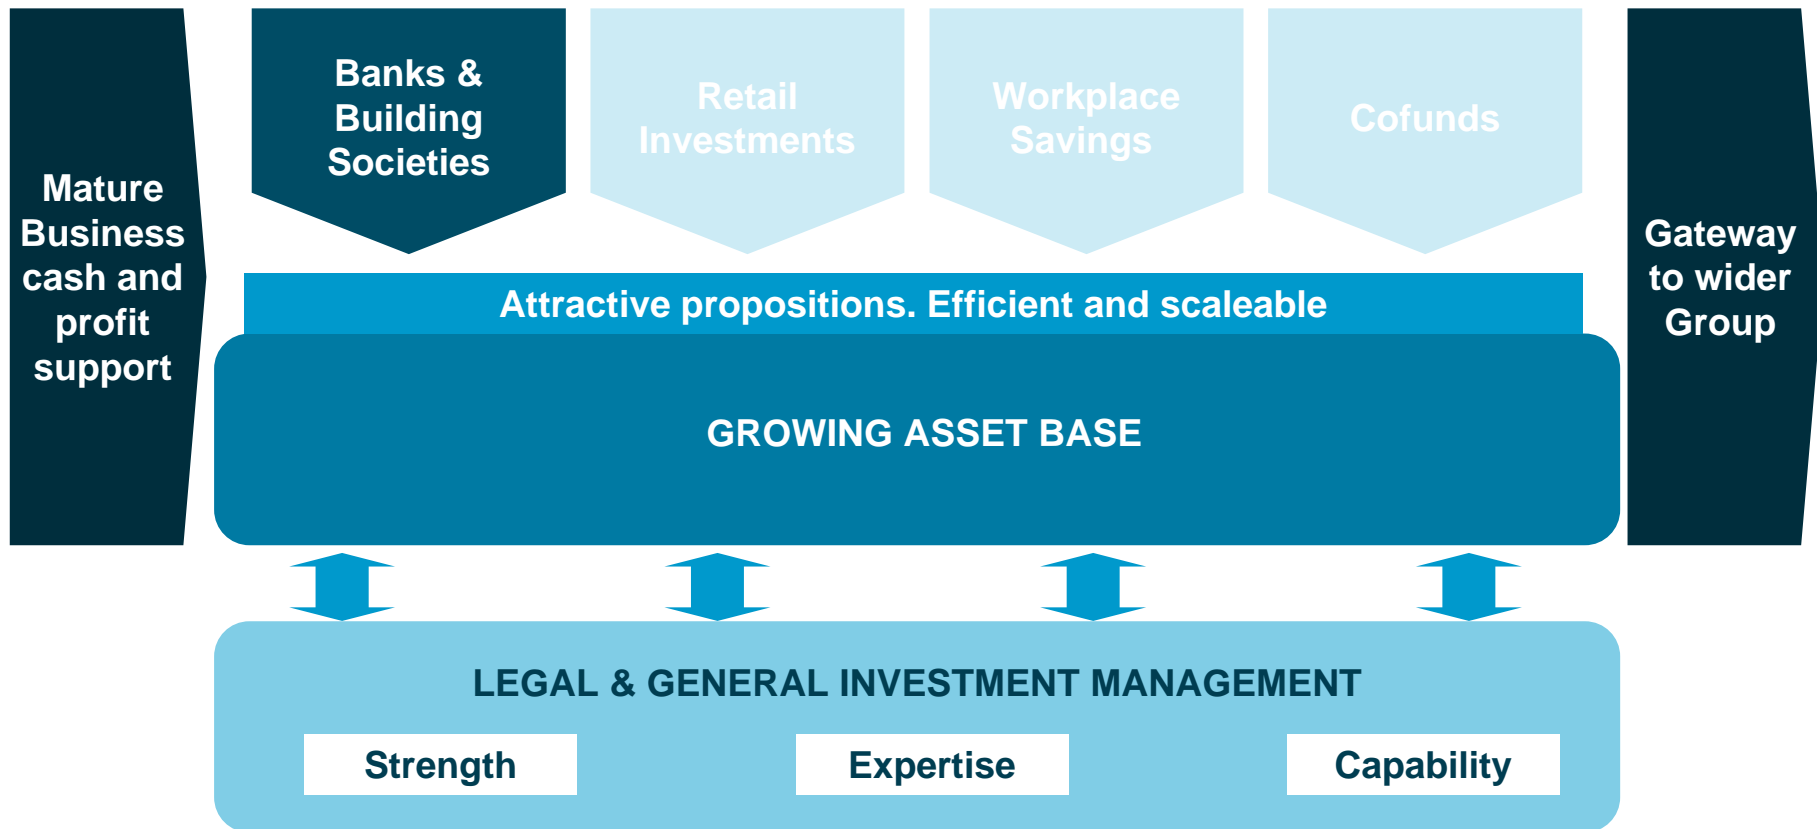 Mature
Business
cash and
profit
support
Banks &
Building
Societies
Retail
Investments
Workplace
Savings
Cofunds
Gateway
to wider
Group
Attractive propositions. Efficient and scaleable
GROWING ASSET BASE
LEGAL & GENERAL INVESTMENT MANAGEMENT
Strength
Expertise
Capability